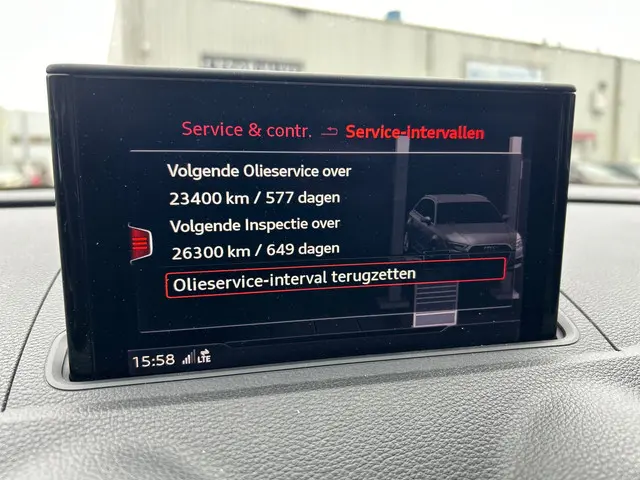 Service & contr. Service-intervallen
Volgende Olieservice over
23400 km / 577 dagen
Volgende Inspectie over
26300 km / 649 dagen
Olieservice-interval terugzetten
15:58 LTE